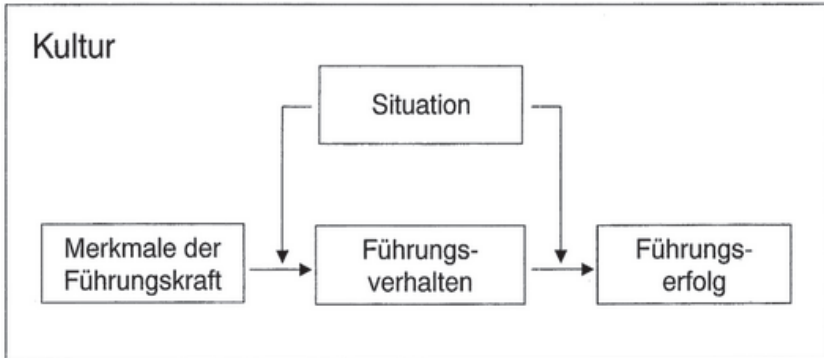 Kultur
Situation
Merkmale der
Führungskraft
Führungs-
verhalten
Führungs-
erfolg